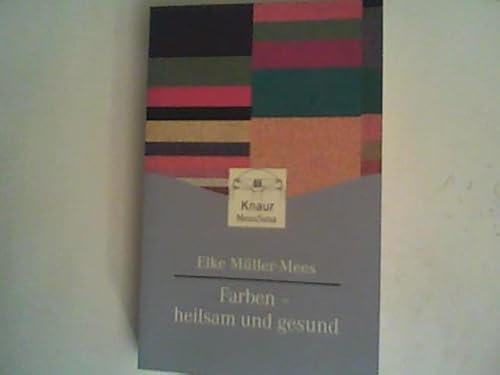 Knaur
MensSana
Elke Müller-Mees
Farben –
heilsam und gesund